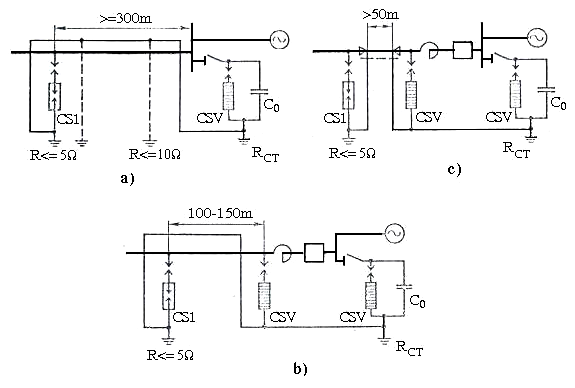 >=300m
CS1
CSV
C0
R<=5Ω
R<=10Ω
RCT
a)
>50m
CS1
CSV
CSV
C0
R<=5Ω
RCT
c)
100-150m
CS1
CSV
CSV
C0
R<=5Ω
RCT
b)